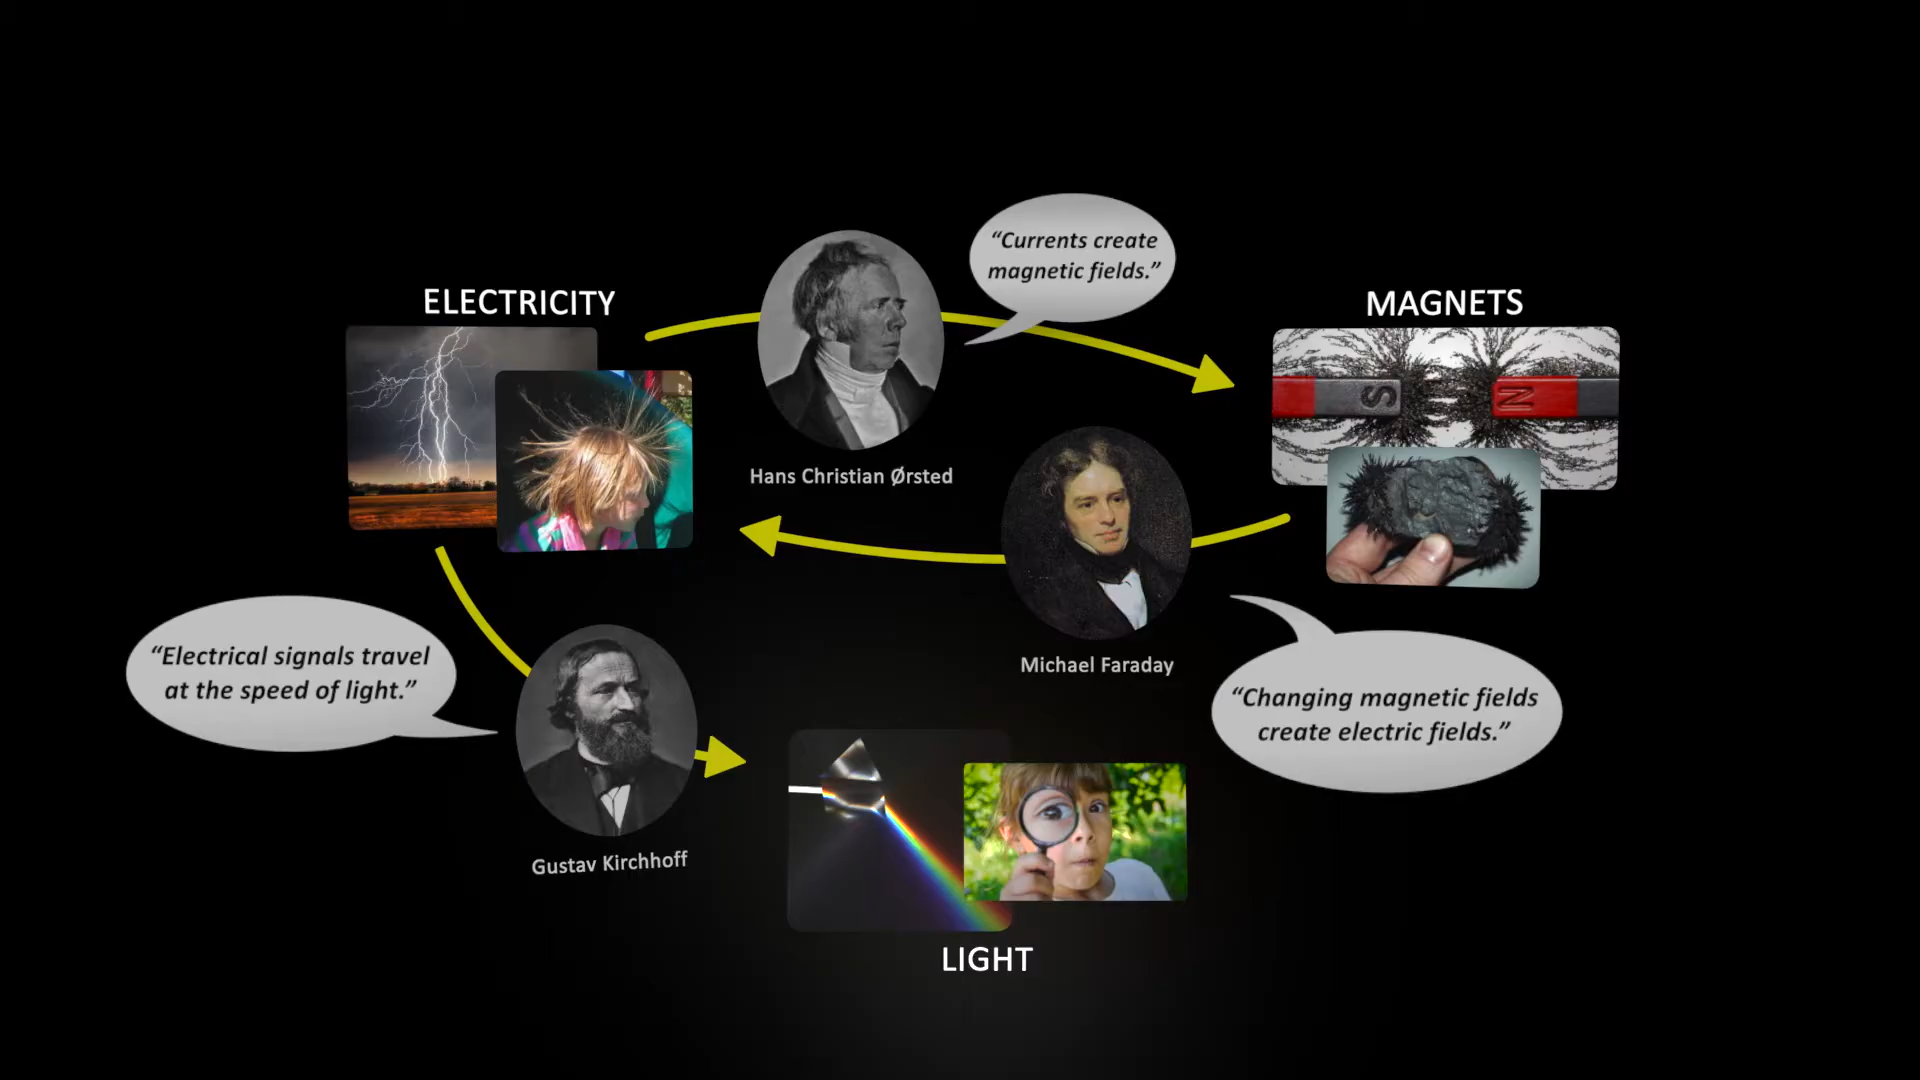 “Currents create
magnetic fields.”
ELECTRICITY
MAGNETS
S
N
Hans Christian Ørsted
Michael Faraday
“Electrical signals travel
at the speed of light.”
“Changing magnetic fields
create electric fields.”
Gustav Kirchhoff
LIGHT